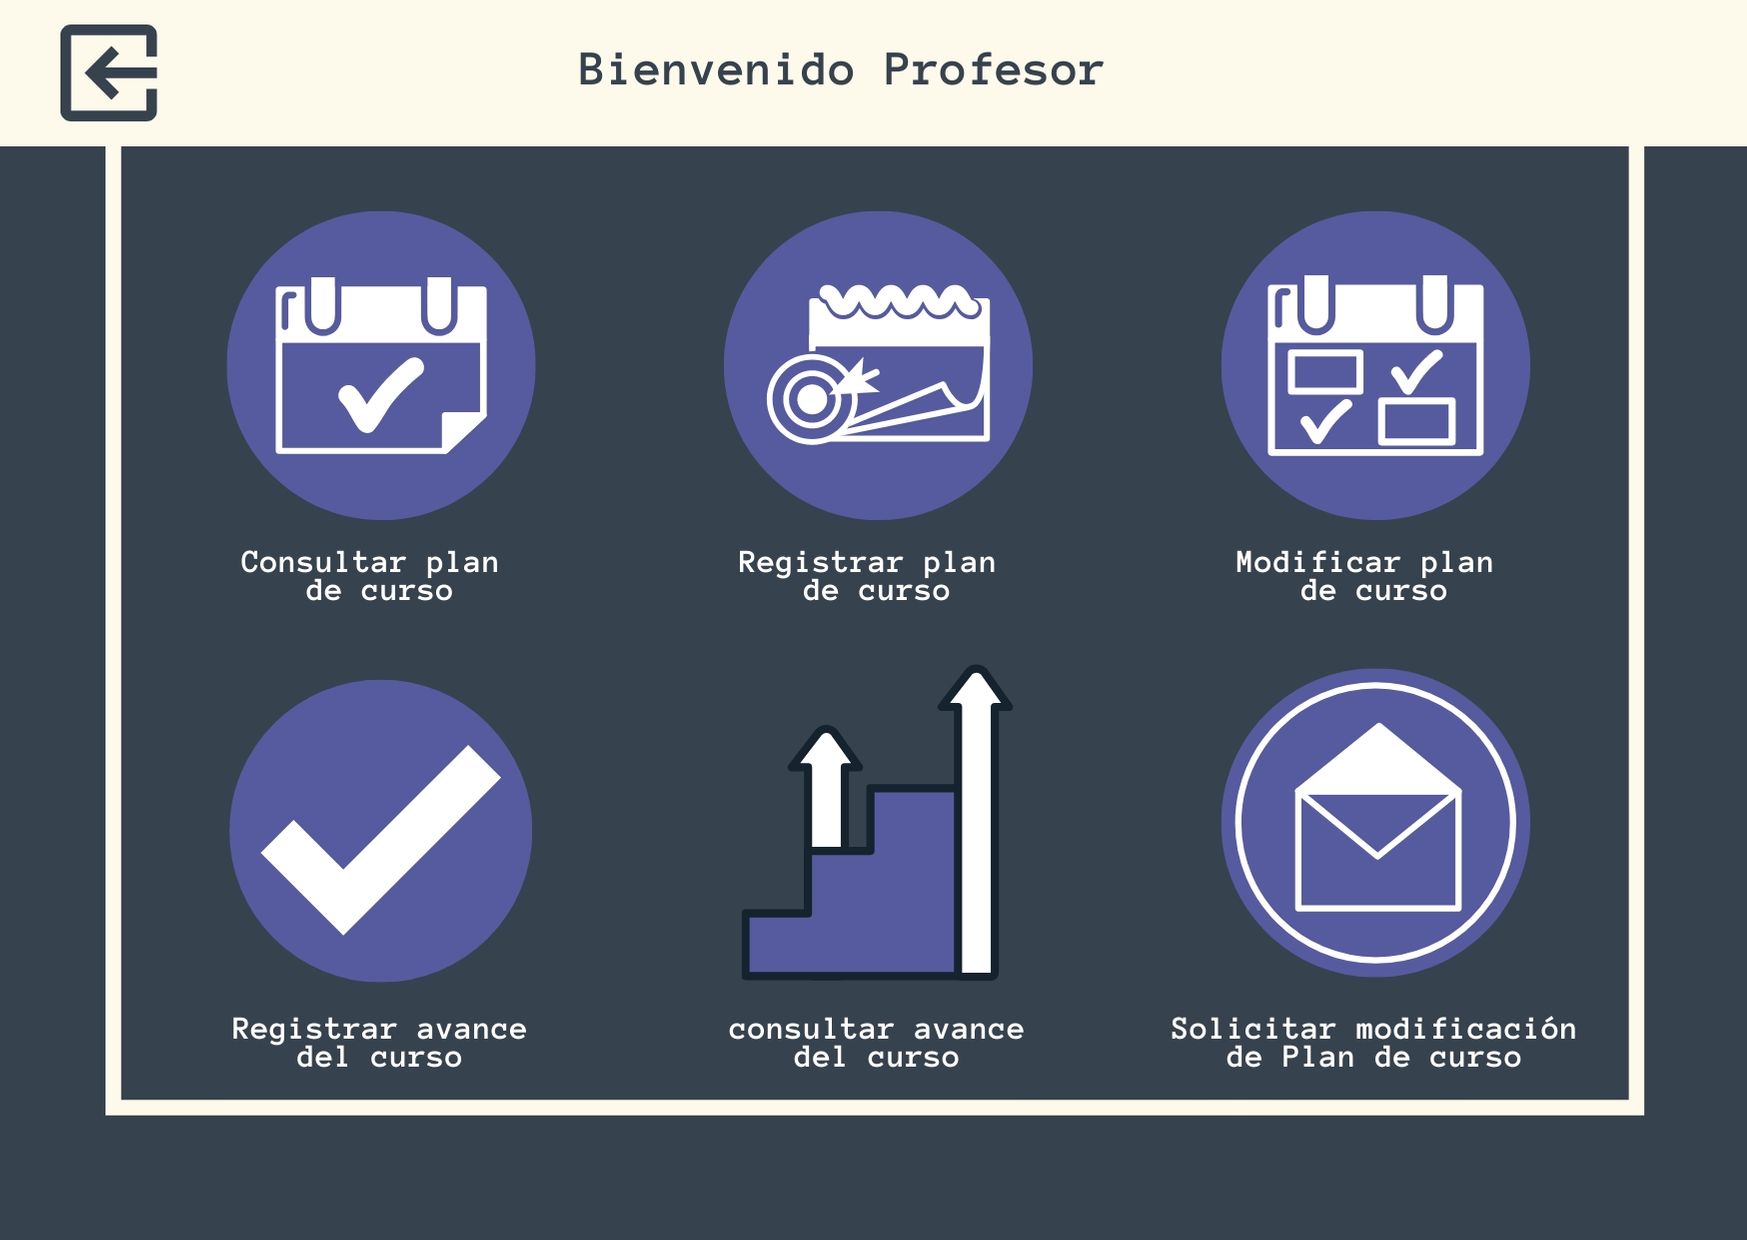 Bienvenido Profesor
Consultar plan
de curso
Registrar plan
de curso
Modificar plan
de curso
Registrar avance
del curso
consultar avance
del curso
Solicitar modificación
de Plan de curso